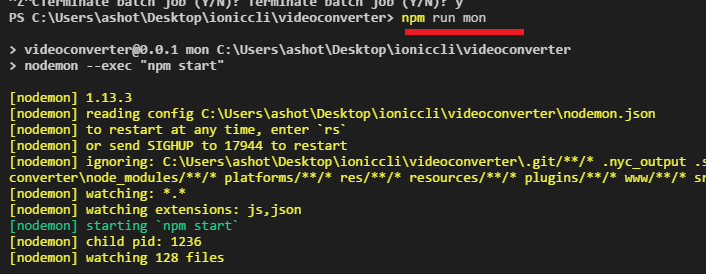 ^Z^CTerminate batch job (Y/N)? Terminate batch job (Y/N)? y
PS C:\Users\ashot\Desktop\ioniccli\videoconverter> npm run mon
> videoconverter@0.0.1 mon C:\Users\ashot\Desktop\ioniccli\videoconverter
> nodemon --exec "npm start"
[nodemon] 1.13.3
[nodemon] reading config C:\Users\ashot\Desktop\ioniccli\videoconverter\nodemon.json
[nodemon] to restart at any time, enter `rs`
[nodemon] or send SIGHUP to 17944 to restart
[nodemon] ignoring: C:\Users\ashot\Desktop\ioniccli\videoconverter\.git/**/* .nyc_output .s
converter\node_modules/**/* platforms/**/* res/**/* resources/**/* plugins/**/* www/**/* sr
[nodemon] watching: *.*
[nodemon] watching extensions: js,json
[nodemon] starting `npm start`
[nodemon] child pid: 1236
[nodemon] watching 128 files